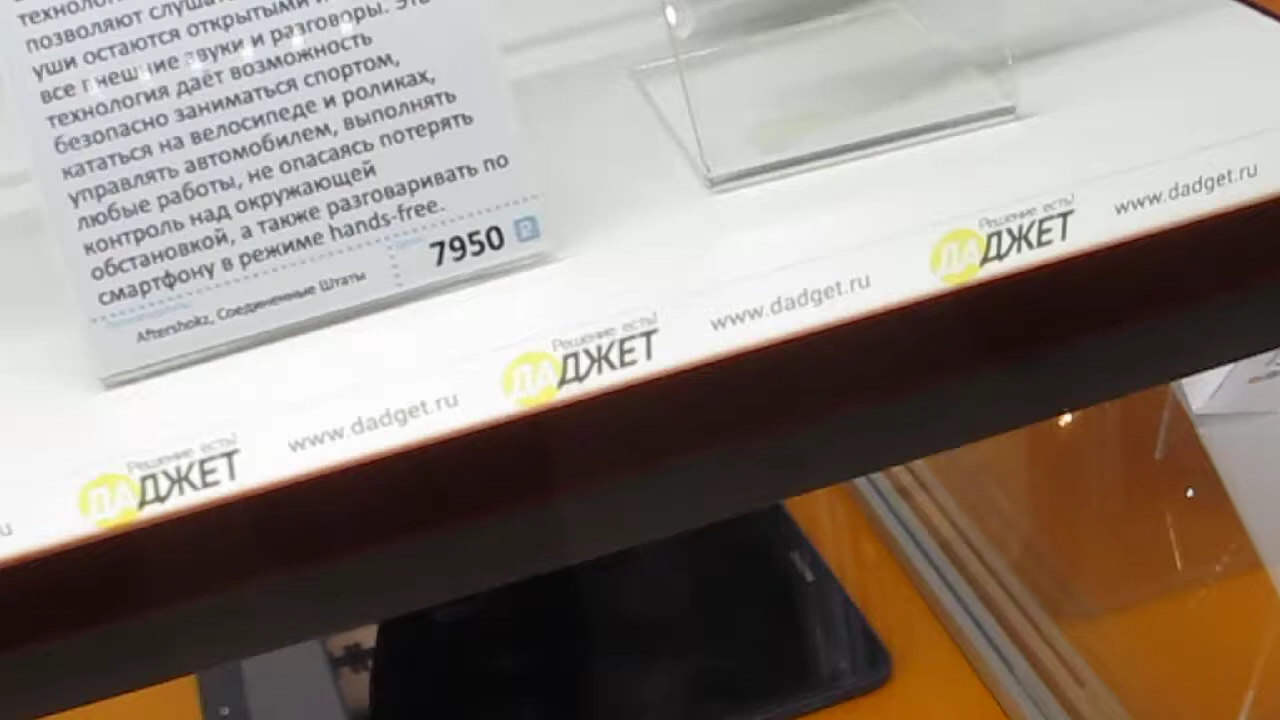 позволяют
уши остаются открытыми и
все внешние звуки и разговоры. Эта
технология даёт возможность
безопасно заниматься спортом,
кататься на велосипеде и роликах,
управлять автомобилем, выполнять
любые работы, не опасаясь потерять
контроль над окружающей
обстановкой, а также разговаривать по
смартфону в режиме hands-free.
Aftershokz, Соединенные Штаты
7950
Решение есть!
ДАДЖЕТ
www.dadget.ru
Решение есть!
ДАДЖЕТ
www.dadget.ru
Решение есть!
ДАДЖЕТ
www.dadget.ru